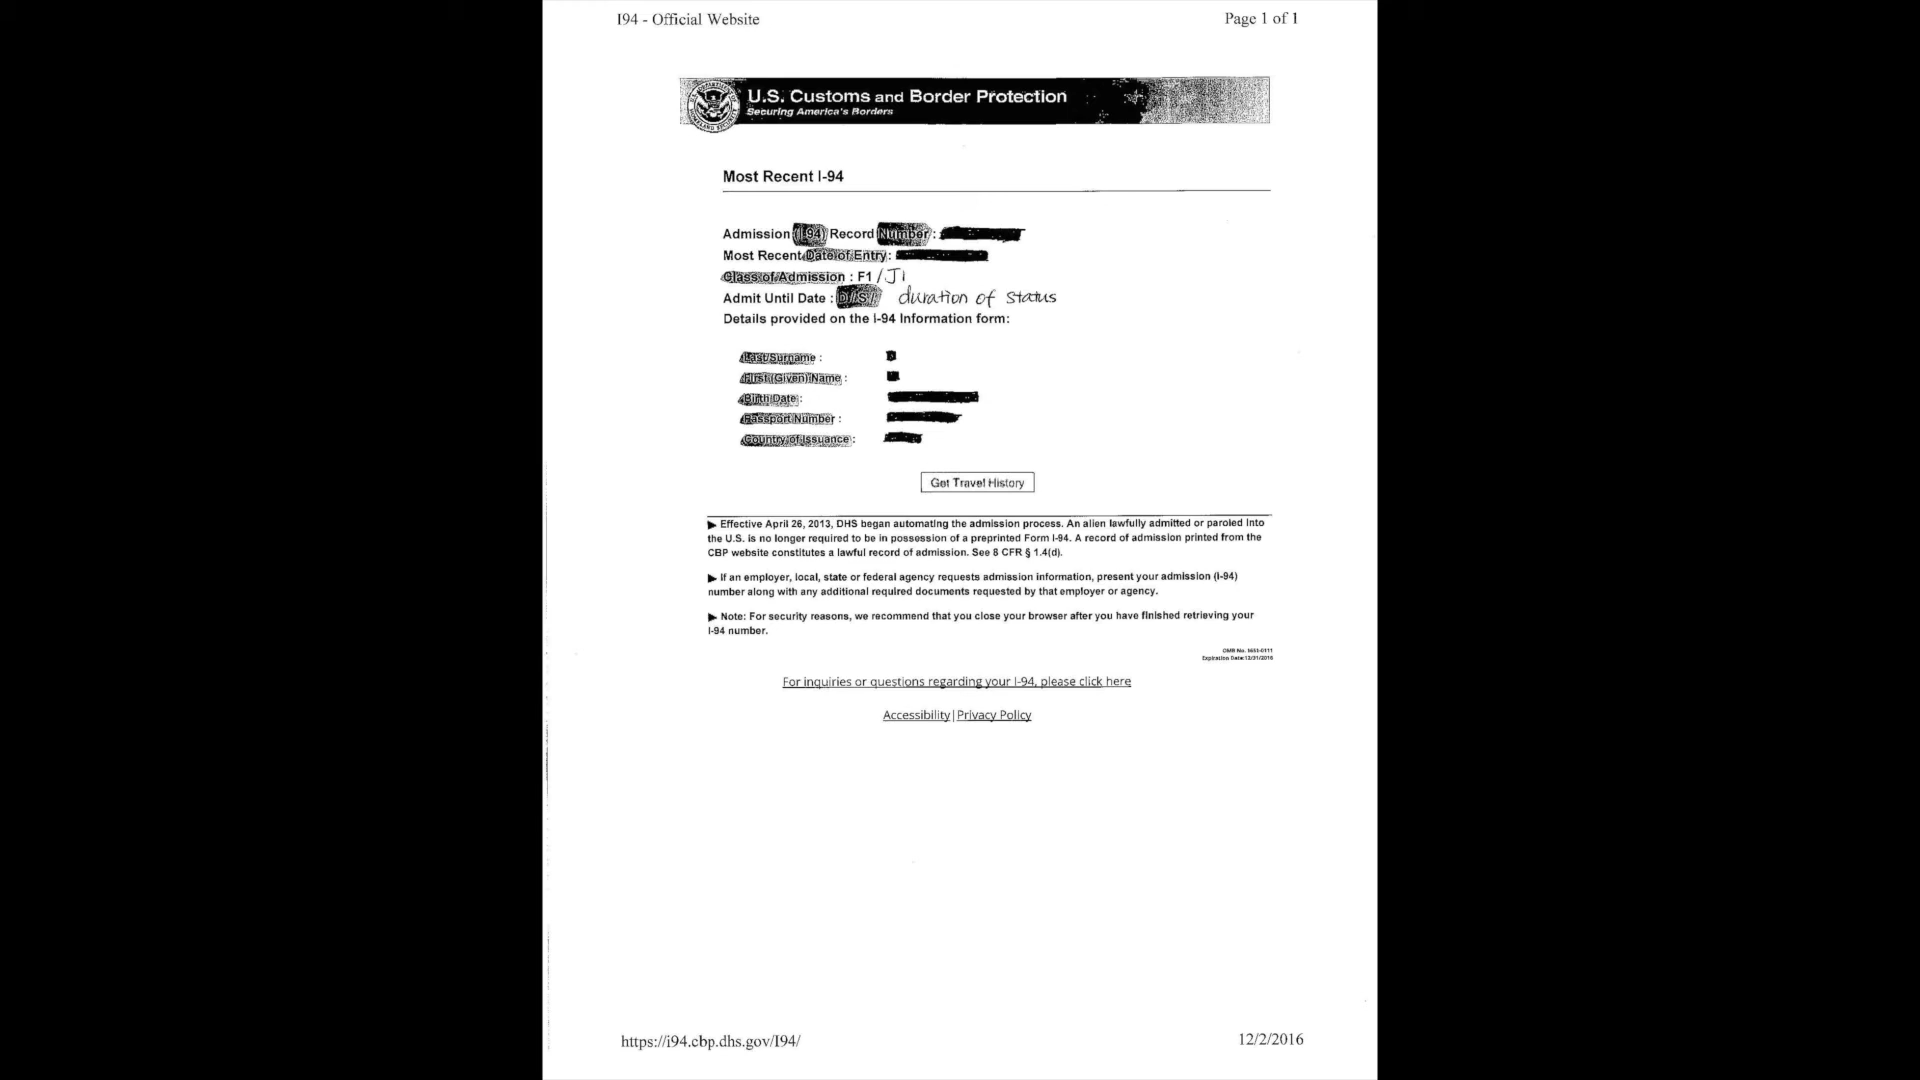 I94 - Official Website
Page 1 of 1
U.S. Customs and Border Protection
Securing America's Borders
Most Recent I-94
Admission (I-94) Record Number :
Most Recent Date of Entry:
Class of Admission : F1 / J1
Admit Until Date : D/S/ duration of status
Details provided on the I-94 Information form:
Last/Surname :
First (Given) Name :
Birth Date :
Passport Number :
Country of Issuance :
Get Travel History
► Effective April 26, 2013, DHS began automating the admission process. An alien lawfully admitted or paroled into
the U.S. is no longer required to be in possession of a preprinted Form I-94. A record of admission printed from the
CBP website constitutes a lawful record of admission. See 8 CFR § 1.4(d).
► If an employer, local, state or federal agency requests admission information, present your admission (I-94)
number along with any additional required documents requested by that employer or agency.
► Note: For security reasons, we recommend that you close your browser after you have finished retrieving your
I-94 number.
OMB No. 1651-0111
Expiration Date:12/31/2016
For inquiries or questions regarding your I-94, please click here
Accessibility | Privacy Policy
https://i94.cbp.dhs.gov/I94/
12/2/2016